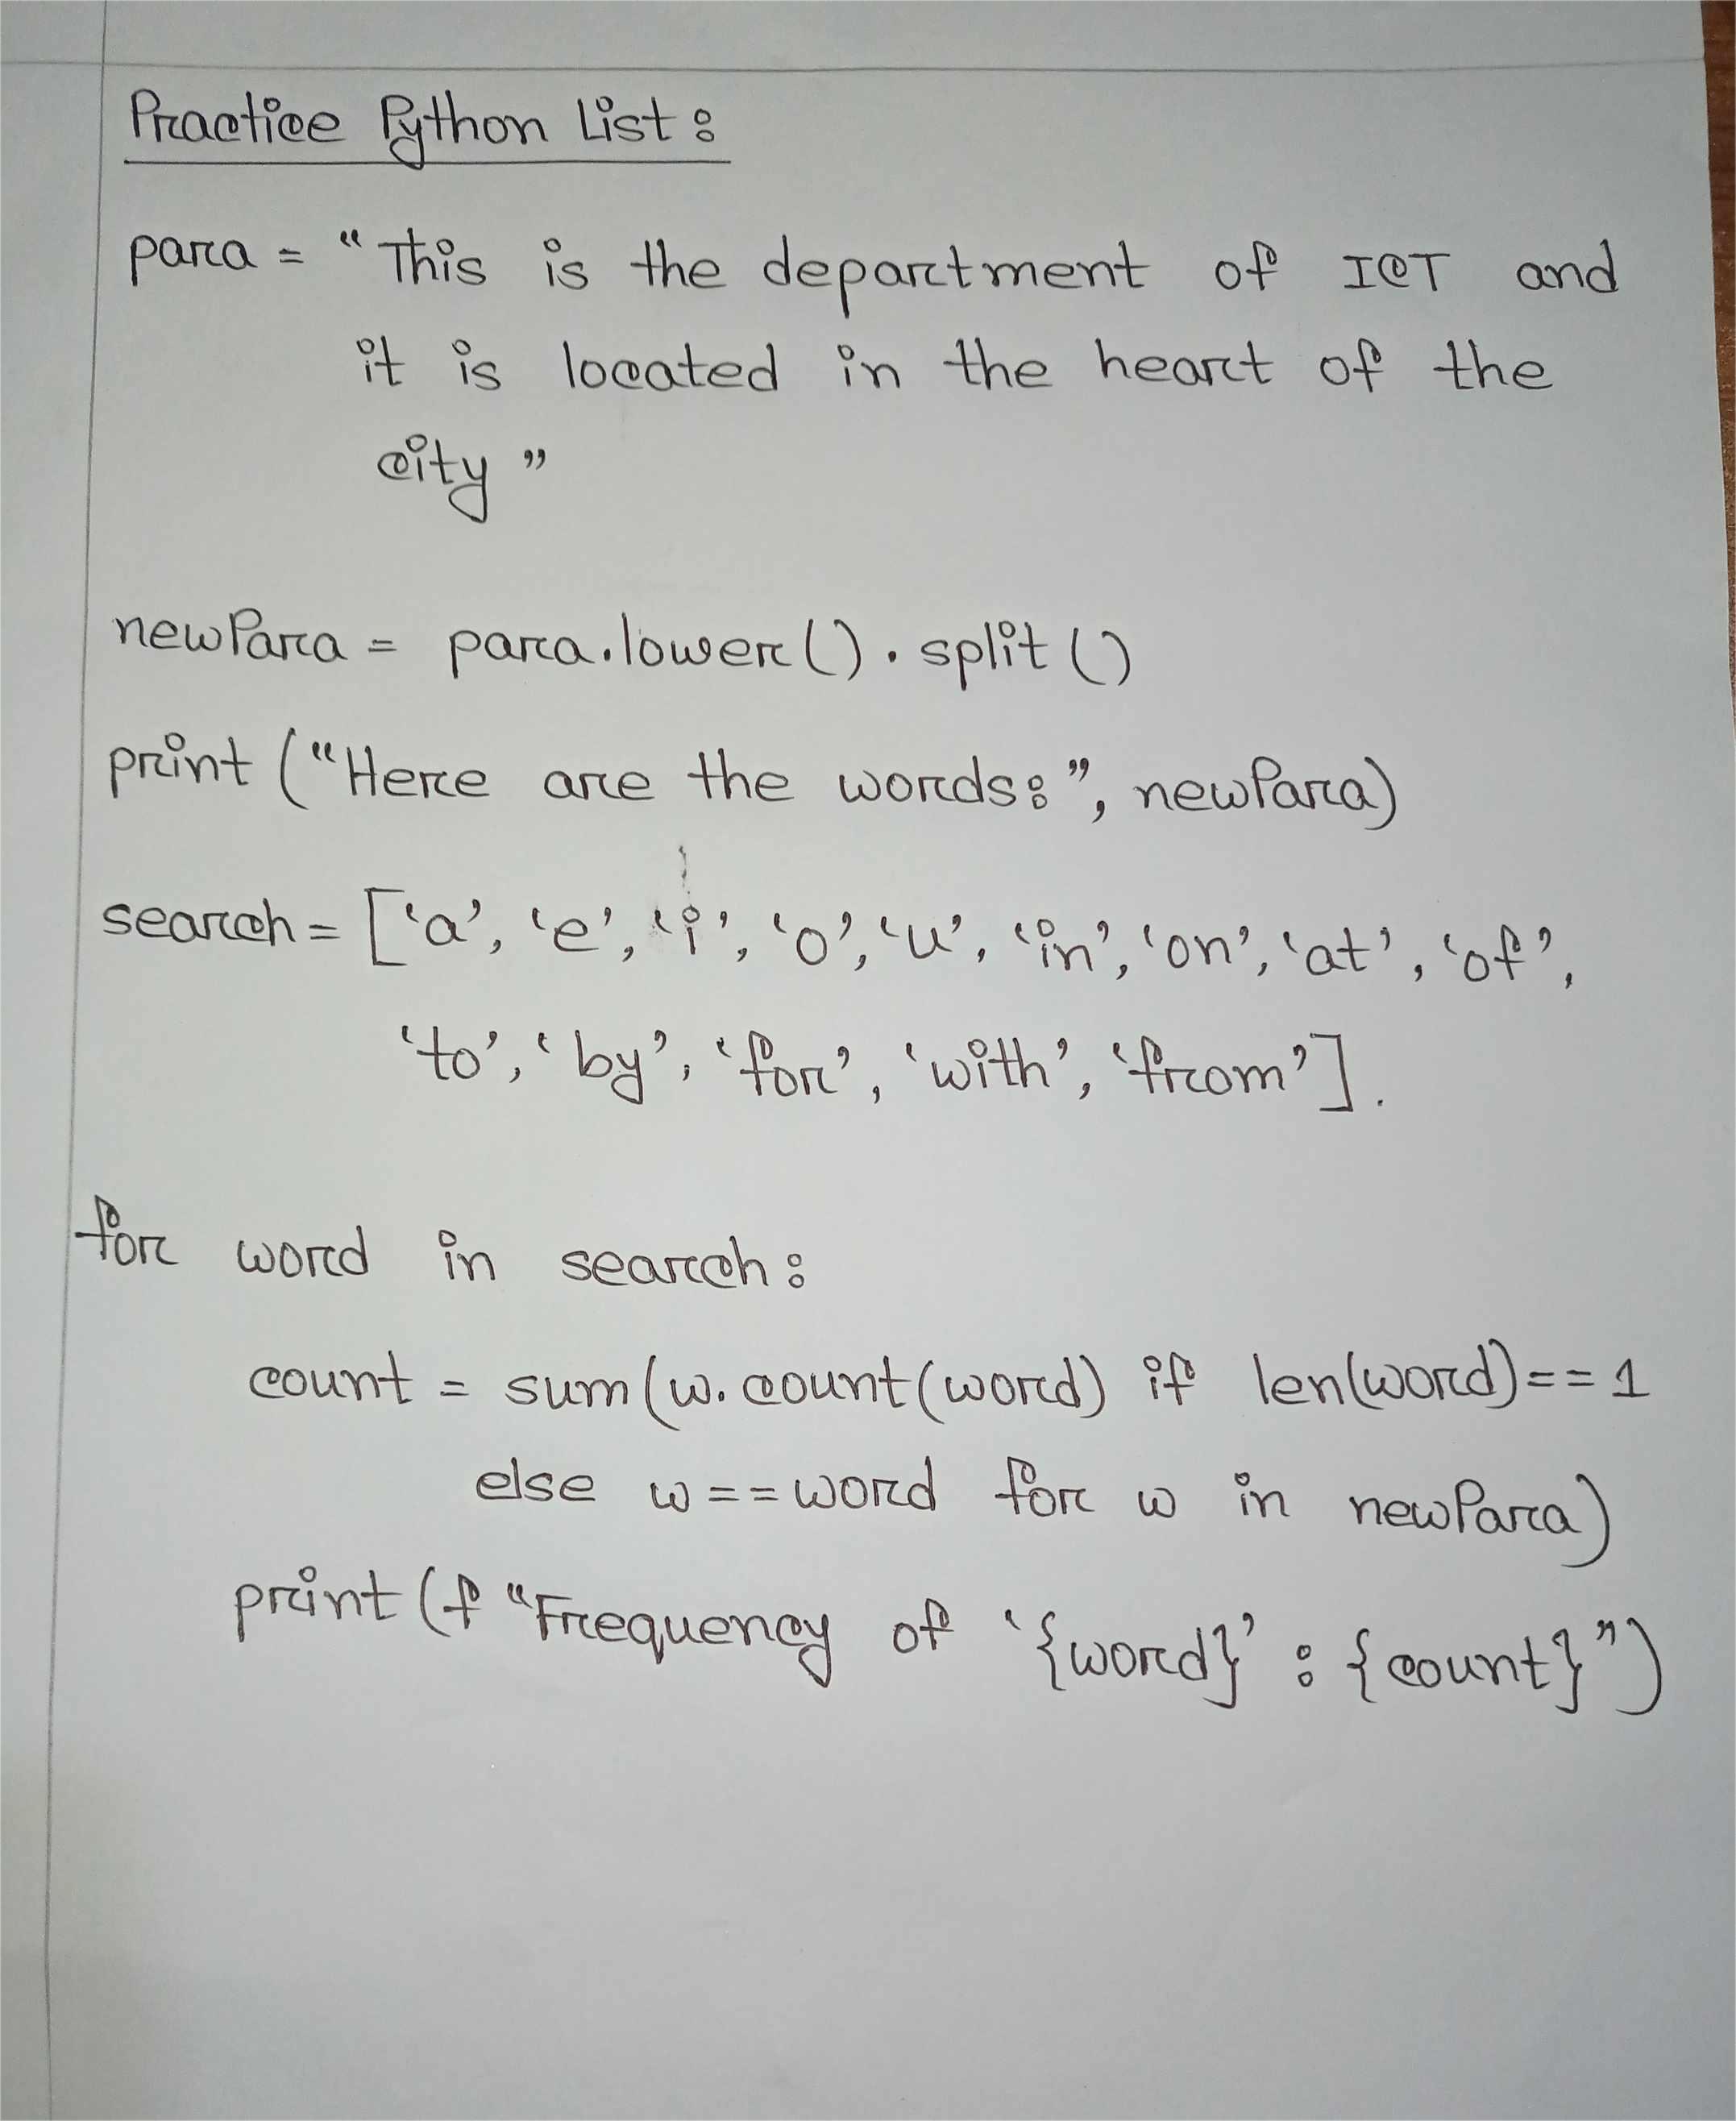 Practice Python List:
para = "This is the department of ICT and
it is located in the heart of the
city"
newPara = para.lower().split()
print ("Here are the words:", newPara)
search = ['a', 'e', 'i', 'o', 'u', 'in', 'on', 'at', 'of',
'to', 'by', 'for', 'with', 'from'].
for word in search:
count = sum(w.count(word) if len(word)==1
else w==word for w in newPara)
print(f "Frequency of '{word}' : {count}")